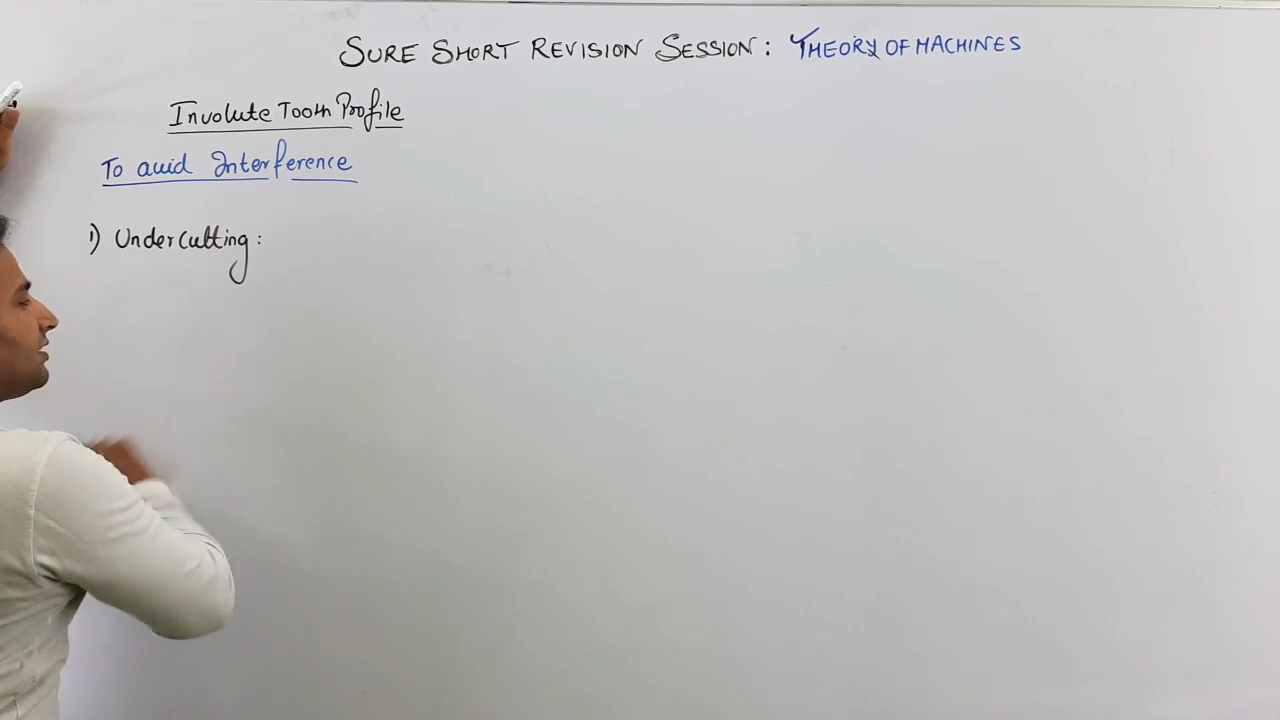 SURE SHORT REVISION SESSION: THEORY OF MACHINES
Involute Tooth Profile
To avid Interference
1) Undercutting: